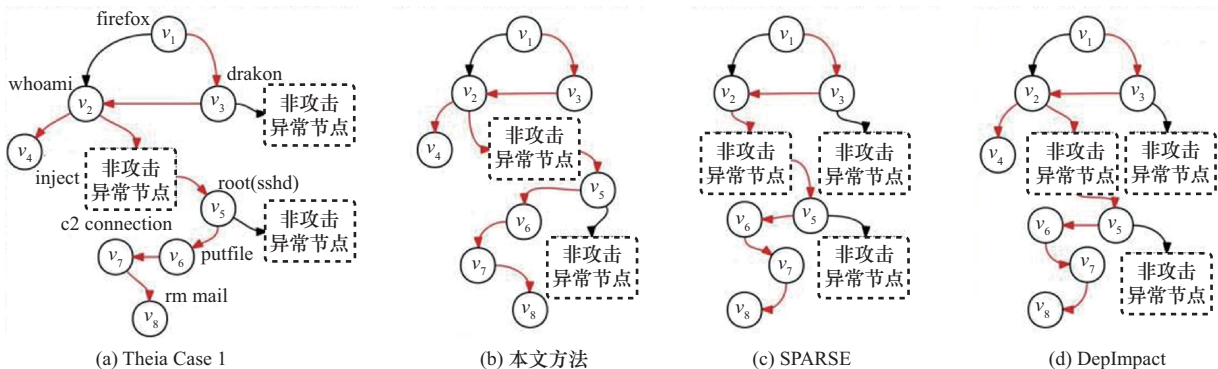 firefox
v1
whoami
drakon
v2
v3
非攻击
异常节点
v4
非攻击
异常节点
inject
root(sshd)
v5
非攻击
异常节点
c2 connection
v7
v6
putfile
rm mail
v8
(a) Theia Case 1
v1
v2
v3
v4
非攻击
异常节点
v5
v6
非攻击
异常节点
v7
v8
(b) 本文方法
v1
v2
v3
非攻击
异常节点
非攻击
异常节点
v6
v5
非攻击
异常节点
v7
v8
(c) SPARSE
v1
v2
v3
v4
非攻击
异常节点
非攻击
异常节点
v6
v5
非攻击
异常节点
v7
v8
(d) DepImpact